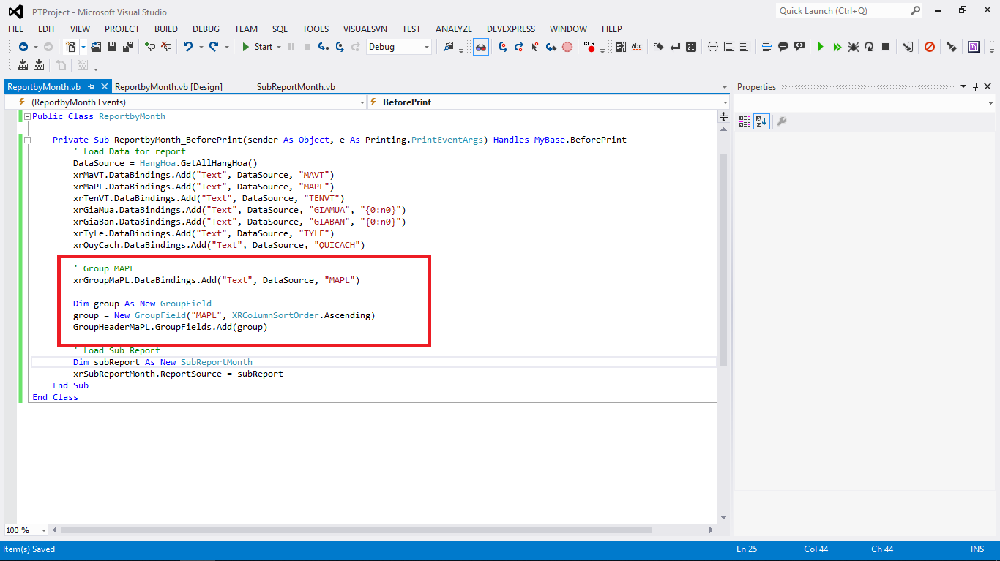 PTProject - Microsoft Visual Studio
Quick Launch (Ctrl+Q)
FILE EDIT VIEW PROJECT BUILD DEBUG TEAM SQL TOOLS VISUALSVN TEST ANALYZE DEVEXPRESS WINDOW HELP
Start Debug CLR abc 21
ReportbyMonth.vb ReportbyMonth.vb [Design] SubReportMonth.vb
Properties
(ReportbyMonth Events) BeforePrint
Public Class ReportbyMonth
Private Sub ReportbyMonth_BeforePrint(sender As Object, e As Printing.PrintEventArgs) Handles MyBase.BeforePrint
' Load Data for report
DataSource = HangHoa.GetAllHangHoa()
xrMaVT.DataBindings.Add("Text", DataSource, "MAVT")
xrMaPL.DataBindings.Add("Text", DataSource, "MAPL")
xrTenVT.DataBindings.Add("Text", DataSource, "TENVT")
xrGiaMua.DataBindings.Add("Text", DataSource, "GIAMUA", "{0:n0}")
xrGiaBan.DataBindings.Add("Text", DataSource, "GIABAN", "{0:n0}")
xrTyLe.DataBindings.Add("Text", DataSource, "TYLE")
xrQuyCach.DataBindings.Add("Text", DataSource, "QUICACH")
' Group MAPL
xrGroupMaPL.DataBindings.Add("Text", DataSource, "MAPL")
Dim group As New GroupField
group = New GroupField("MAPL", XRColumnSortOrder.Ascending)
GroupHeaderMaPL.GroupFields.Add(group)
' Load Sub Report
Dim subReport As New SubReportMonth
xrSubReportMonth.ReportSource = subReport
End Sub
End Class
100 %
Item(s) Saved
Ln 25 Col 44 Ch 44 INS